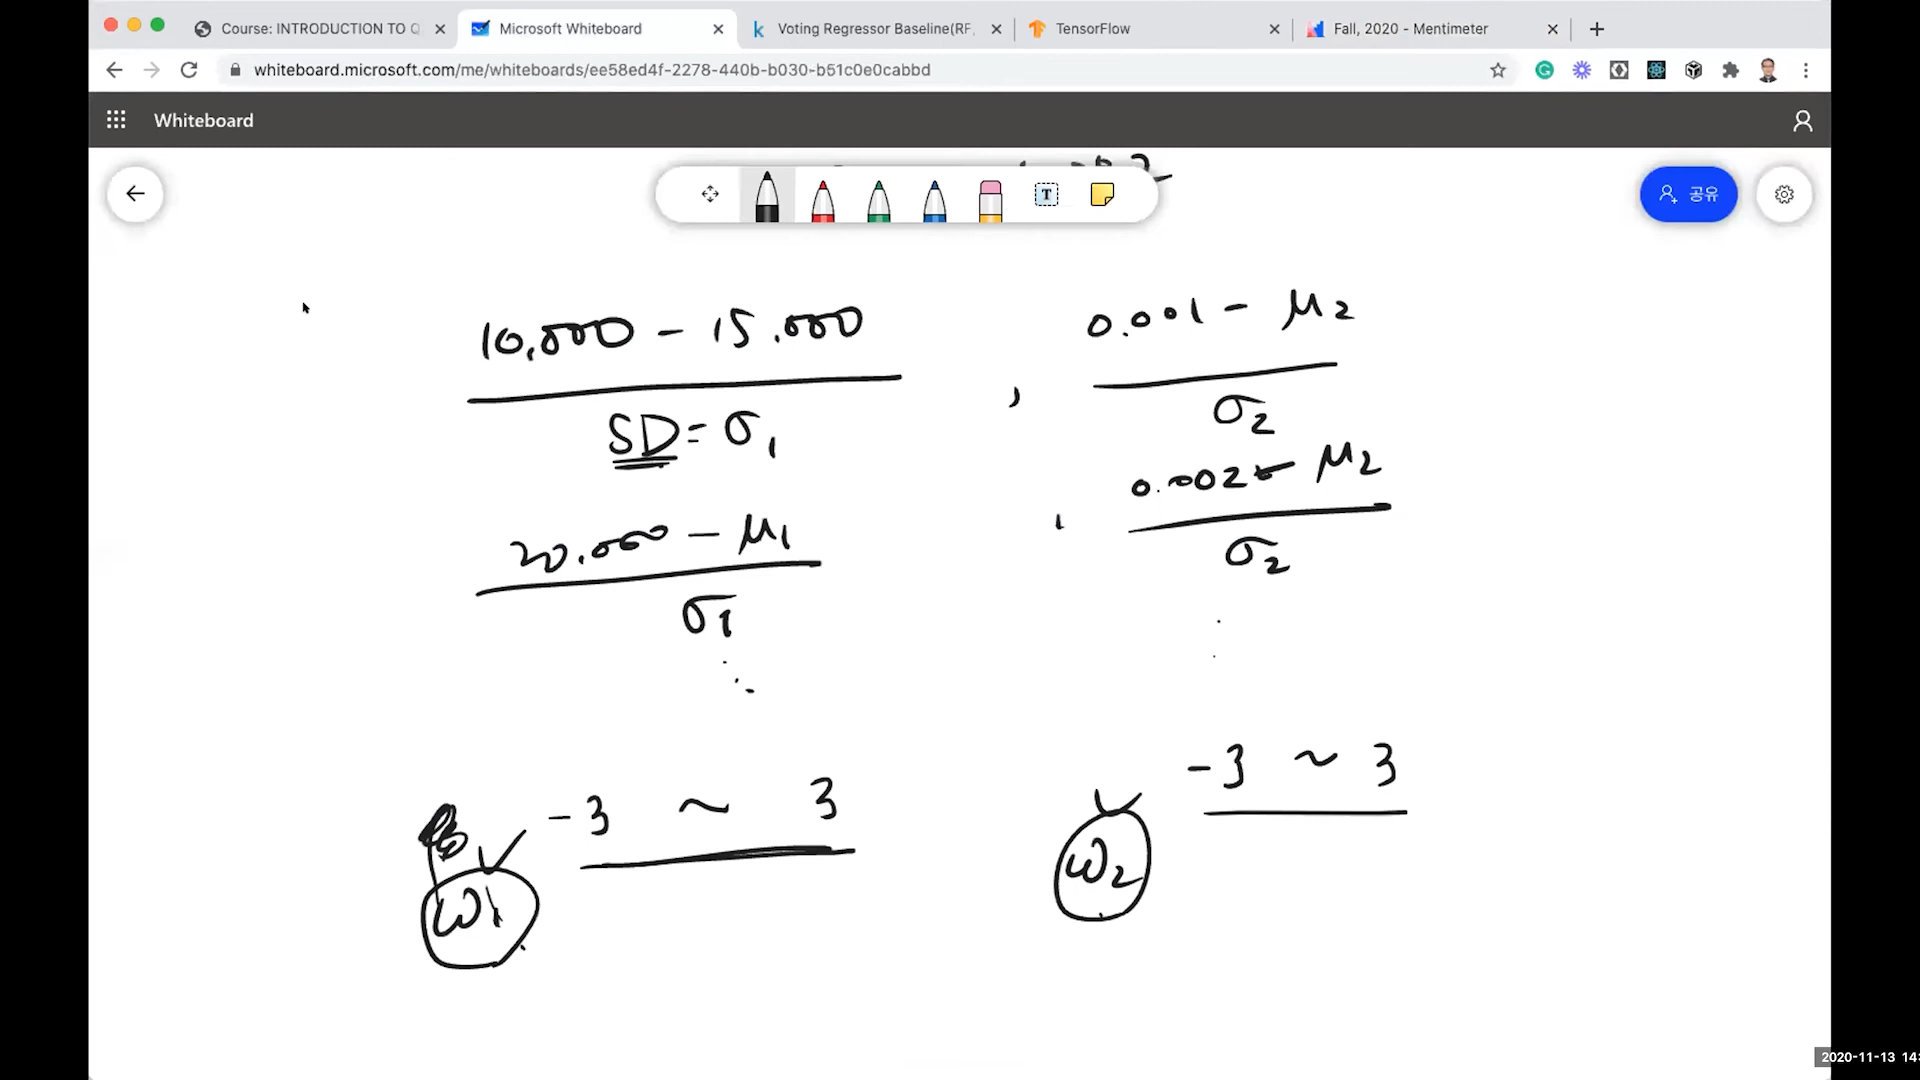 Course: INTRODUCTION TO Q
Microsoft Whiteboard
Voting Regressor Baseline(RF,
TensorFlow
Fall, 2020 - Mentimeter
whiteboard.microsoft.com/me/whiteboards/ee58ed4f-2278-440b-b030-b51c0e0cabbd
Whiteboard
T
공유
10,000 - 15.000
SD = σ1
,
0.001 - μ2
σ2
20.000 - μ1
σ1
,
0.002 - μ2
σ2
-3 ~ 3
-3 ~ 3
ω1
ω2
2020-11-13 14: